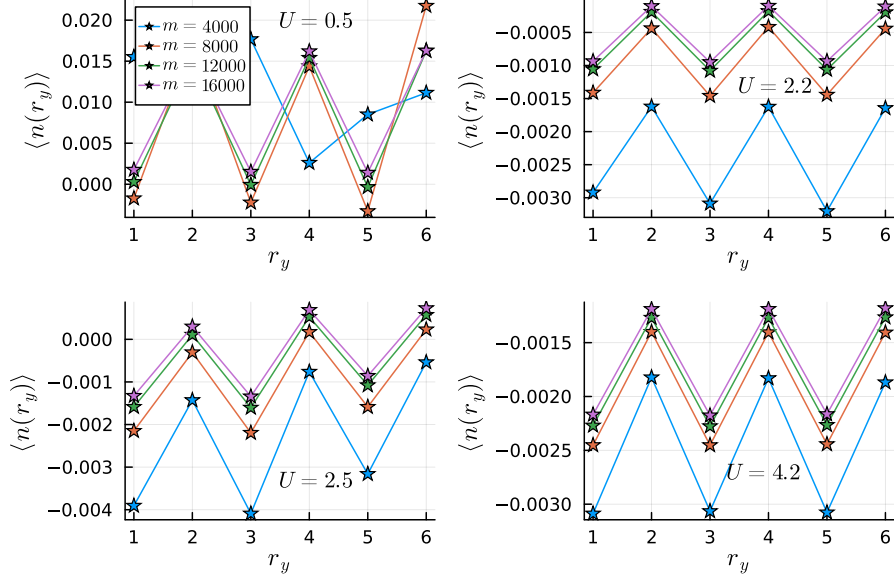 0.020
0.015
0.010
0.005
0.000
⟨n(r_y)⟩
m = 4000
m = 8000
m = 12000
m = 16000
U = 0.5
1 2 3 4 5 6
r_y
−0.0005
−0.0010
−0.0015
−0.0020
−0.0025
−0.0030
⟨n(r_y)⟩
U = 2.2
1 2 3 4 5 6
r_y
0.000
−0.001
−0.002
−0.003
−0.004
⟨n(r_y)⟩
U = 2.5
1 2 3 4 5 6
r_y
−0.0015
−0.0020
−0.0025
−0.0030
⟨n(r_y)⟩
U = 4.2
1 2 3 4 5 6
r_y